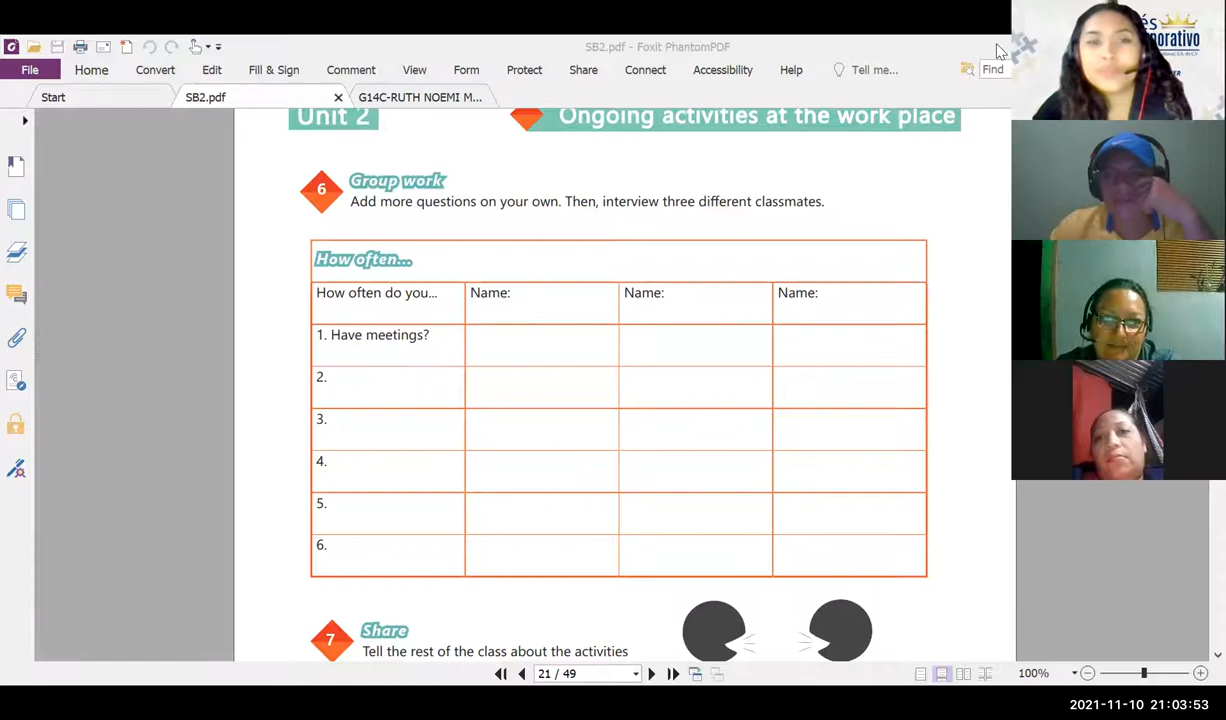 SB2.pdf - Foxit PhantomPDF
File Home Convert Edit Fill & Sign Comment View Form Protect Share Connect Accessibility Help Tell me... Find
Start SB2.pdf G14C-RUTH NOEMI M...
Unit 2 Ongoing activities at the work place
6 Group work
Add more questions on your own. Then, interview three different classmates.
How often...
How often do you... Name: Name: Name:
1. Have meetings?
2.
3.
4.
5.
6.
7 Share
Tell the rest of the class about the activities
21 / 49 100%
2021-11-10 21:03:53